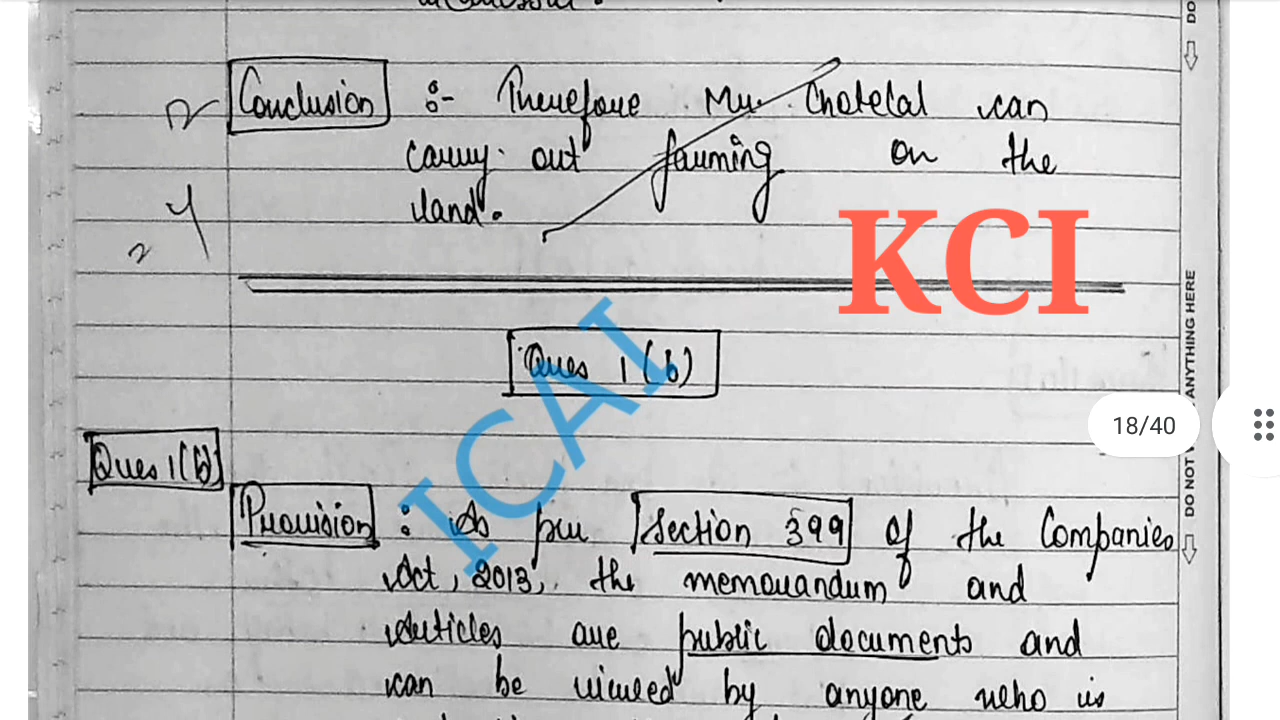 Conclusion :- Therefore Mr. Chotelal can
carry out farming on the
land.
KCI
Ques 1(b)
ICAI
18/40
Ques 1(b)
Provision : As per Section 399 of the Companies
Act, 2013, the memorandum and
Articles are public documents and
can be viewed by anyone who is
DO
DO NOT ANYTHING HERE